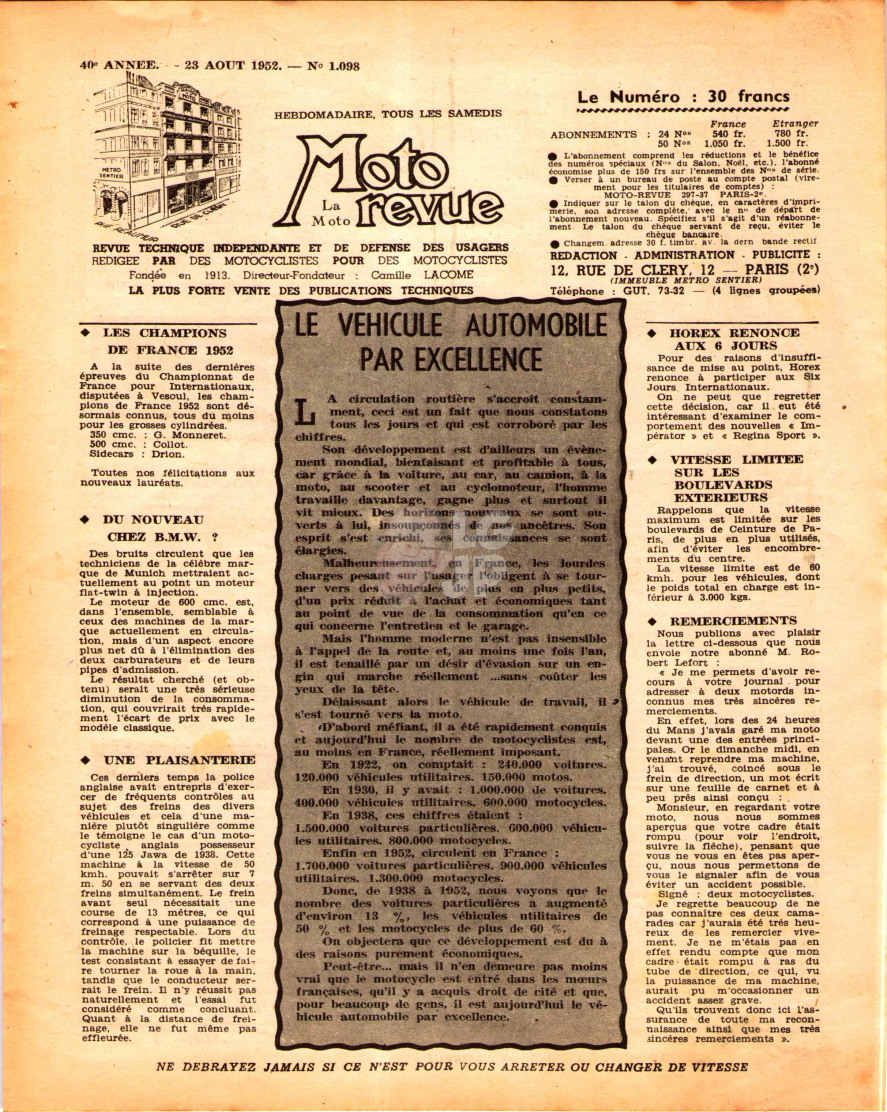 40e ANNEE. - 23 AOUT 1952. — No 1.098
METRO
SENTIER
RUE DE CLERY
HEBDOMADAIRE, TOUS LES SAMEDIS
Moto
revue
La
Moto
REVUE TECHNIQUE INDEPENDANTE ET DE DEFENSE DES USAGERS
REDIGEE PAR DES MOTOCYCLISTES POUR DES MOTOCYCLISTES
Fondée en 1913. Directeur-Fondateur : Camille LACOME
LA PLUS FORTE VENTE DES PUBLICATIONS TECHNIQUES
Le Numéro : 30 francs
France Etranger
ABONNEMENTS : 24 Nos 540 fr. 780 fr.
50 Nos 1.050 fr. 1.500 fr.
● L'abonnement comprend les réductions et le bénéfice
des numéros spéciaux (Nos du Salon, Noël, etc.). l'abonné
économise plus de 150 frs sur l'ensemble des Nos de série.
● Verser à un bureau de poste au compte postal (vire-
ment pour les titulaires de comptes) :
MOTO-REVUE 297-37 PARIS-2e.
● Indiquer sur le talon du chèque, en caractères d'impri-
merie, son adresse complète, avec le no de départ de
l'abonnement nouveau. Spécifiez s'il s'agit d'un réabonne-
ment Le talon du chèque servant de reçu, éviter le
chèque bancaire.
● Changem. adresse 30 f. timbr. av. la dern bande rectif
REDACTION - ADMINISTRATION - PUBLICITE :
12, RUE DE CLERY, 12 — PARIS (2e)
(IMMEUBLE METRO SENTIER)
Téléphone : GUT. 73-32 — (4 lignes groupées)
◆ LES CHAMPIONS
DE FRANCE 1952
A la suite des dernières
épreuves du Championnat de
France pour Internationaux,
disputées à Vesoul, les cham-
pions de France 1952 sont dé-
sormais connus, tous du moins
pour les grosses cylindrées.
350 cmc. : G. Monneret.
500 cmc. : Collot.
Sidecars : Drion.
Toutes nos félicitations aux
nouveaux lauréats.
◆ DU NOUVEAU
CHEZ B.M.W. ?
Des bruits circulent que les
techniciens de la célèbre mar-
que de Munich mettraient ac-
tuellement au point un moteur
flat-twin à injection.
Le moteur de 600 cmc. est,
dans l'ensemble, semblable à
ceux des machines de la mar-
que actuellement en circula-
tion, mais d'un aspect encore
plus net dû à l'élimination des
deux carburateurs et de leurs
pipes d'admission.
Le résultat cherché (et ob-
tenu) serait une très sérieuse
diminution de la consomma-
tion, qui couvrirait très rapide-
ment l'écart de prix avec le
modèle classique.
◆ UNE PLAISANTERIE
Ces derniers temps la police
anglaise avait entrepris d'exer-
cer de fréquents contrôles au
sujet des freins des divers
véhicules et cela d'une ma-
nière plutôt singulière comme
le témoigne le cas d'un moto-
cycliste anglais possesseur
d'une 125 Jawa de 1938. Cette
machine à la vitesse de 50
kmh. pouvait s'arrêter sur 7
m. 50 en se servant des deux
freins simultanément. Le frein
avant seul nécessitait une
course de 13 mètres, ce qui
correspond à une puissance de
freinage respectable. Lors du
contrôle, le policier fit mettre
la machine sur la béquille, le
test consistant à essayer de fai-
re tourner la roue à la main,
tandis que le conducteur ser-
rait le frein. Il n'y réussit pas
naturellement et l'essai fut
considéré comme concluant.
Quant à la distance de frei-
nage, elle ne fut même pas
effleurée.
LE VEHICULE AUTOMOBILE
PAR EXCELLENCE
LA circulation routière s'accroît constam-
ment, ceci est un fait que nous constatons
tous les jours et qui est corroboré par les
chiffres.
Son développement est d'ailleurs un évène-
ment mondial, bienfaisant et profitable à tous,
car grâce à la voiture, au car, au camion, à la
moto, au scooter et au cyclomoteur, l'homme
travaille davantage, gagne plus et surtout il
vit mieux. Des horizons nouveaux se sont ou-
verts à lui, insoupçonnés de nos ancêtres. Son
esprit s'est enrichi, ses connaissances se sont
élargies.
Malheureusement, en France, les lourdes
charges pesant sur l'usager l'obligent à se tour-
ner vers des véhicules de plus en plus petits,
d'un prix réduit à l'achat et économiques tant
au point de vue de la consommation qu'en ce
qui concerne l'entretien et le garage.
Mais l'homme moderne n'est pas insensible
à l'appel de la route et, au moins une fois l'an,
il est tenaillé par un désir d'évasion sur un en-
gin qui marche réellement ...sans coûter les
yeux de la tête.
Délaissant alors le véhicule de travail, il
s'est tourné vers la moto.
D'abord méfiant, il a été rapidement conquis
et aujourd'hui le nombre de motocyclistes est,
au moins en France, réellement imposant.
En 1922, on comptait : 240.000 voitures.
120.000 véhicules utilitaires. 150.000 motos.
En 1930, il y avait : 1.000.000 de voitures.
400.000 véhicules utilitaires. 600.000 motocycles.
En 1938, ces chiffres étaient :
1.500.000 voitures particulières. 600.000 véhicu-
les utilitaires. 800.000 motocycles.
Enfin en 1952, circulent en France :
1.700.000 voitures particulières. 900.000 véhicules
utilitaires. 1.300.000 motocycles.
Donc, de 1938 à 1952, nous voyons que le
nombre des voitures particulières a augmenté
d'environ 13 %, les véhicules utilitaires de
50 % et les motocycles de plus de 60 %.
On objectera que ce développement est du à
des raisons purement économiques.
Peut-être... mais il n'en demeure pas moins
vrai que le motocycle est entré dans les mœurs
françaises, qu'il y a acquis droit de cité et que,
pour beaucoup de gens, il est aujourd'hui le vé-
hicule automobile par excellence.
◆ HOREX RENONCE
AUX 6 JOURS
Pour des raisons d'insuffi-
sance de mise au point, Horex
renonce à participer aux Six
Jours Internationaux.
On ne peut que regretter
cette décision, car il eut été
intéressant d'examiner le com-
portement des nouvelles « Im-
pérator » et « Regina Sport ».
◆ VITESSE LIMITEE
SUR LES
BOULEVARDS
EXTERIEURS
Rappelons que la vitesse
maximum est limitée sur les
boulevards de Ceinture de Pa-
ris, de plus en plus utilisés,
afin d'éviter les encombre-
ments du centre.
La vitesse limite est de 60
kmh. pour les véhicules, dont
le poids total en charge est in-
férieur à 3.000 kgs.
◆ REMERCIEMENTS
Nous publions avec plaisir
la lettre ci-dessous que nous
envoie notre abonné M. Ro-
bert Lefort :
« Je me permets d'avoir re-
cours à votre journal pour
adresser à deux motords in-
connus mes très sincères re-
merciements.
En effet, lors des 24 heures
du Mans j'avais garé ma moto
devant une des entrées princi-
pales. Or le dimanche midi, en
venant reprendre ma machine,
j'ai trouvé, coincé sous le
frein de direction, un mot écrit
sur une feuille de carnet et à
peu près ainsi conçu :
Monsieur, en regardant votre
moto, nous nous sommes
aperçus que votre cadre était
rompu (pour voir l'endroit,
suivre la flèche), pensant que
vous ne vous en êtes pas aper-
çu, nous nous permettons de
vous le signaler afin de vous
éviter un accident possible.
Signé : deux motocyclistes.
Je regrette beaucoup de ne
pas connaître ces deux cama-
rades car j'aurais été très heu-
reux de les remercier vive-
ment. Je ne m'étais pas en
effet rendu compte que mon
cadre était rompu à ras du
tube de direction, ce qui, vu
la puissance de ma machine,
aurait pu m'occasionner un
accident assez grave.
Qu'ils trouvent donc ici l'as-
surance de toute ma recon-
naissance ainsi que mes très
sincères remerciements ».
NE DEBRAYEZ JAMAIS SI CE N'EST POUR VOUS ARRETER OU CHANGER DE VITESSE